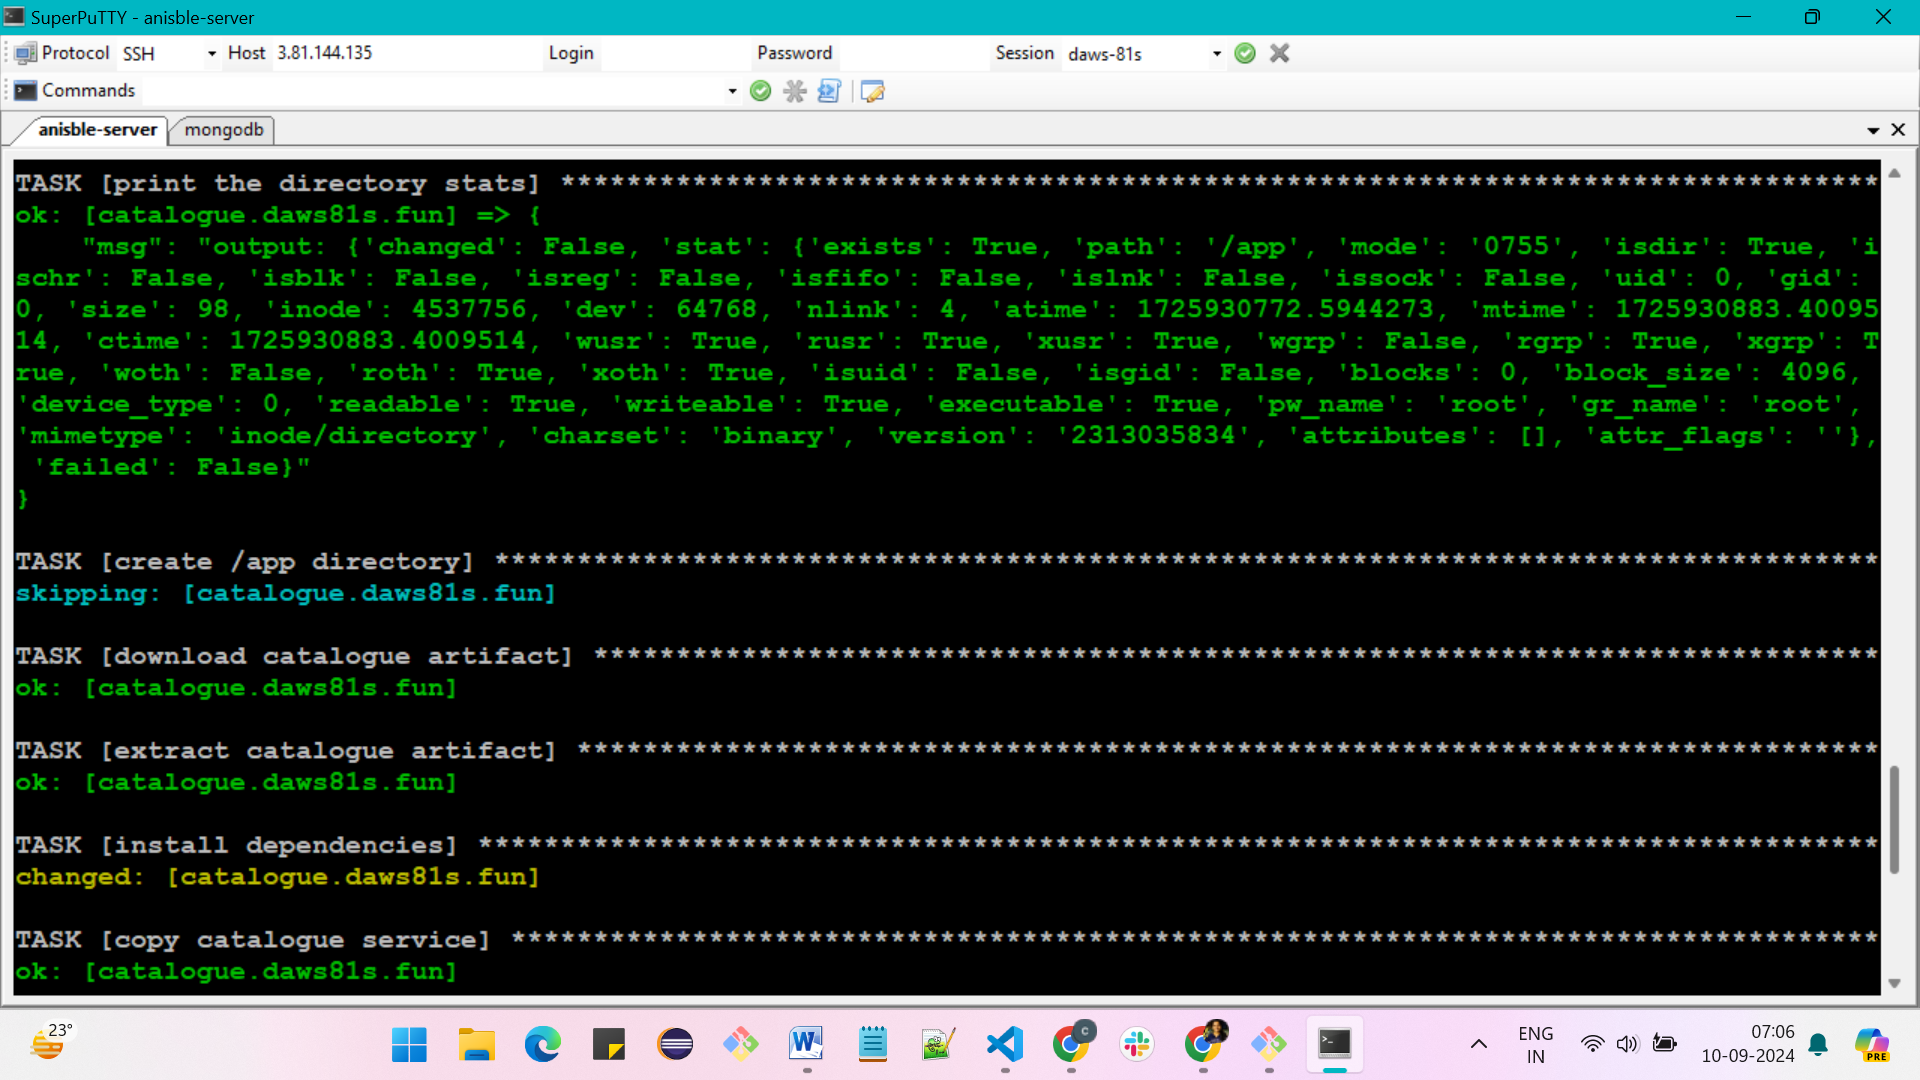 SuperPuTTY - anisble-server
Protocol SSH Host 3.81.144.135 Login Password Session daws-81s
Commands
anisble-server mongodb
TASK [print the directory stats] ********************************************************************************
ok: [catalogue.daws81s.fun] => {
    "msg": "output: {'changed': False, 'stat': {'exists': True, 'path': '/app', 'mode': '0755', 'isdir': True, 'i
schr': False, 'isblk': False, 'isreg': False, 'isfifo': False, 'islnk': False, 'issock': False, 'uid': 0, 'gid':
0, 'size': 98, 'inode': 4537756, 'dev': 64768, 'nlink': 4, 'atime': 1725930772.5944273, 'mtime': 1725930883.40095
14, 'ctime': 1725930883.4009514, 'wusr': True, 'rusr': True, 'xusr': True, 'wgrp': False, 'rgrp': True, 'xgrp': T
rue, 'woth': False, 'roth': True, 'xoth': True, 'isuid': False, 'isgid': False, 'blocks': 0, 'block_size': 4096,
'device_type': 0, 'readable': True, 'writeable': True, 'executable': True, 'pw_name': 'root', 'gr_name': 'root',
'mimetype': 'inode/directory', 'charset': 'binary', 'version': '2313035834', 'attributes': [], 'attr_flags': ''},
 'failed': False}"
}
TASK [create /app directory] ************************************************************************************
skipping: [catalogue.daws81s.fun]
TASK [download catalogue artifact] ******************************************************************************
ok: [catalogue.daws81s.fun]
TASK [extract catalogue artifact] *******************************************************************************
ok: [catalogue.daws81s.fun]
TASK [install dependencies] *************************************************************************************
changed: [catalogue.daws81s.fun]
TASK [copy catalogue service] ***********************************************************************************
ok: [catalogue.daws81s.fun]
23°
C
PRE
ENG
IN
07:06
10-09-2024